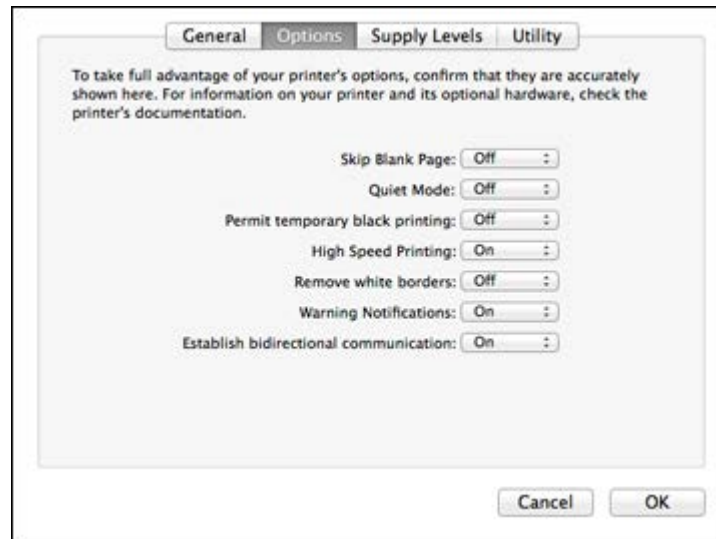 General Options Supply Levels Utility
To take full advantage of your printer's options, confirm that they are accurately
shown here. For information on your printer and its optional hardware, check the
printer's documentation.
Skip Blank Page: Off
Quiet Mode: Off
Permit temporary black printing: Off
High Speed Printing: On
Remove white borders: Off
Warning Notifications: On
Establish bidirectional communication: On
Cancel OK